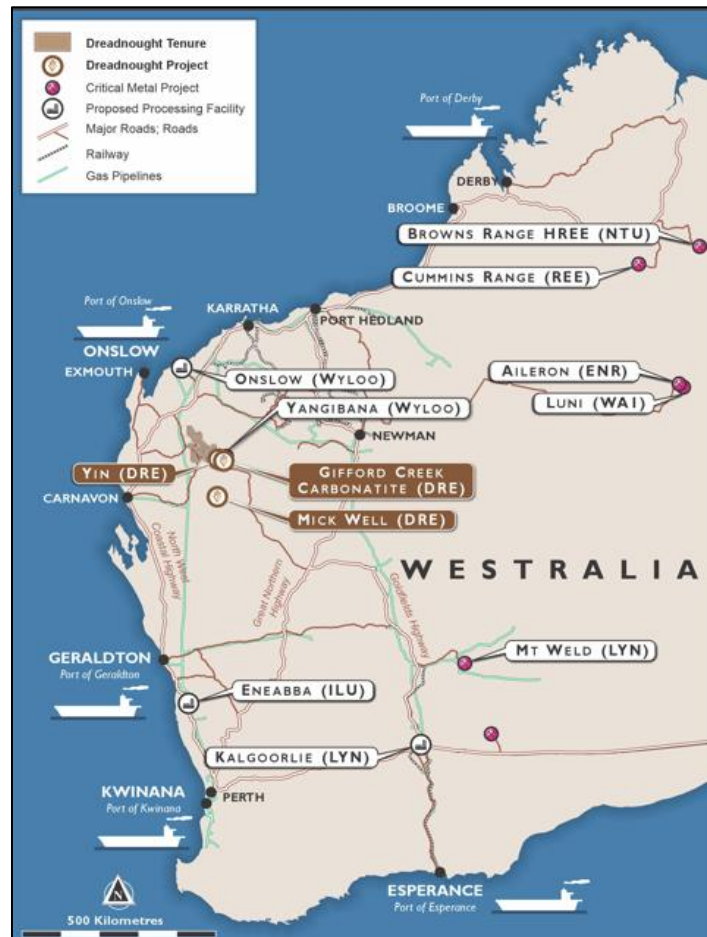 Dreadnought Tenure
Dreadnought Project
Critical Metal Project
Proposed Processing Facility
Major Roads; Roads
Railway
Gas Pipelines
Port of Derby
DERBY
BROOME
BROWNS RANGE HREE (NTU)
CUMMINS RANGE (REE)
Port of Onslow
KARRATHA
PORT HEDLAND
ONSLOW
EXMOUTH
ONSLOW (WYLOO)
AILERON (ENR)
LUNI (WAI)
YANGIBANA (WYLOO)
NEWMAN
YIN (DRE)
GIFFORD CREEK
CARBONATITE (DRE)
CARNAVON
MICK WELL (DRE)
North West
Coastal Highway
Great Northern
Highway
Goldfields Highway
WESTRALIA
GERALDTON
Port of Geraldton
MT WELD (LYN)
ENEABBA (ILU)
KALGOORLIE (LYN)
KWINANA
Port of Kwinana
PERTH
ESPERANCE
Port of Esperance
N
500 Kilometres